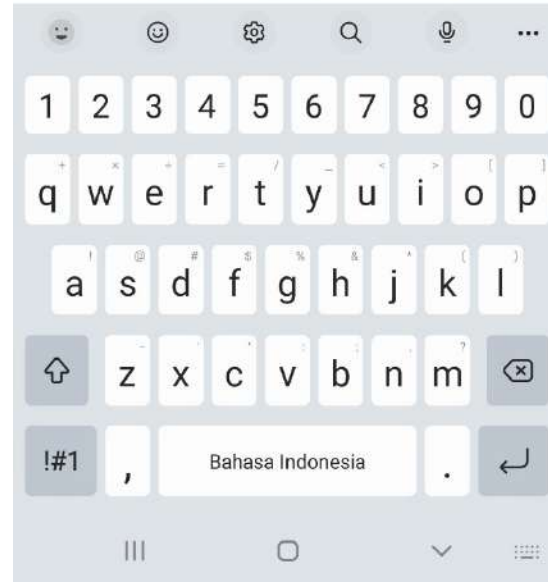 1 2 3 4 5 6 7 8 9 0
+ × ÷ = / _ < > [ ]
q w e r t y u i o p
! @ # $ % & * ( )
a s d f g h j k l
z x c v b n m
!#1 , Bahasa Indonesia .